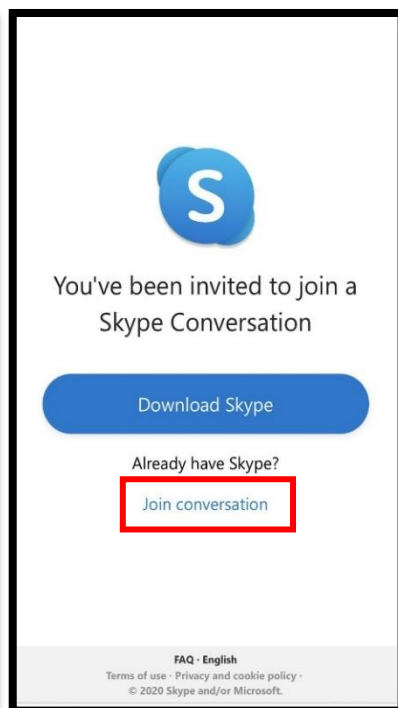 S
You've been invited to join a
Skype Conversation
Download Skype
Already have Skype?
Join conversation
FAQ · English
Terms of use · Privacy and cookie policy ·
© 2020 Skype and/or Microsoft.